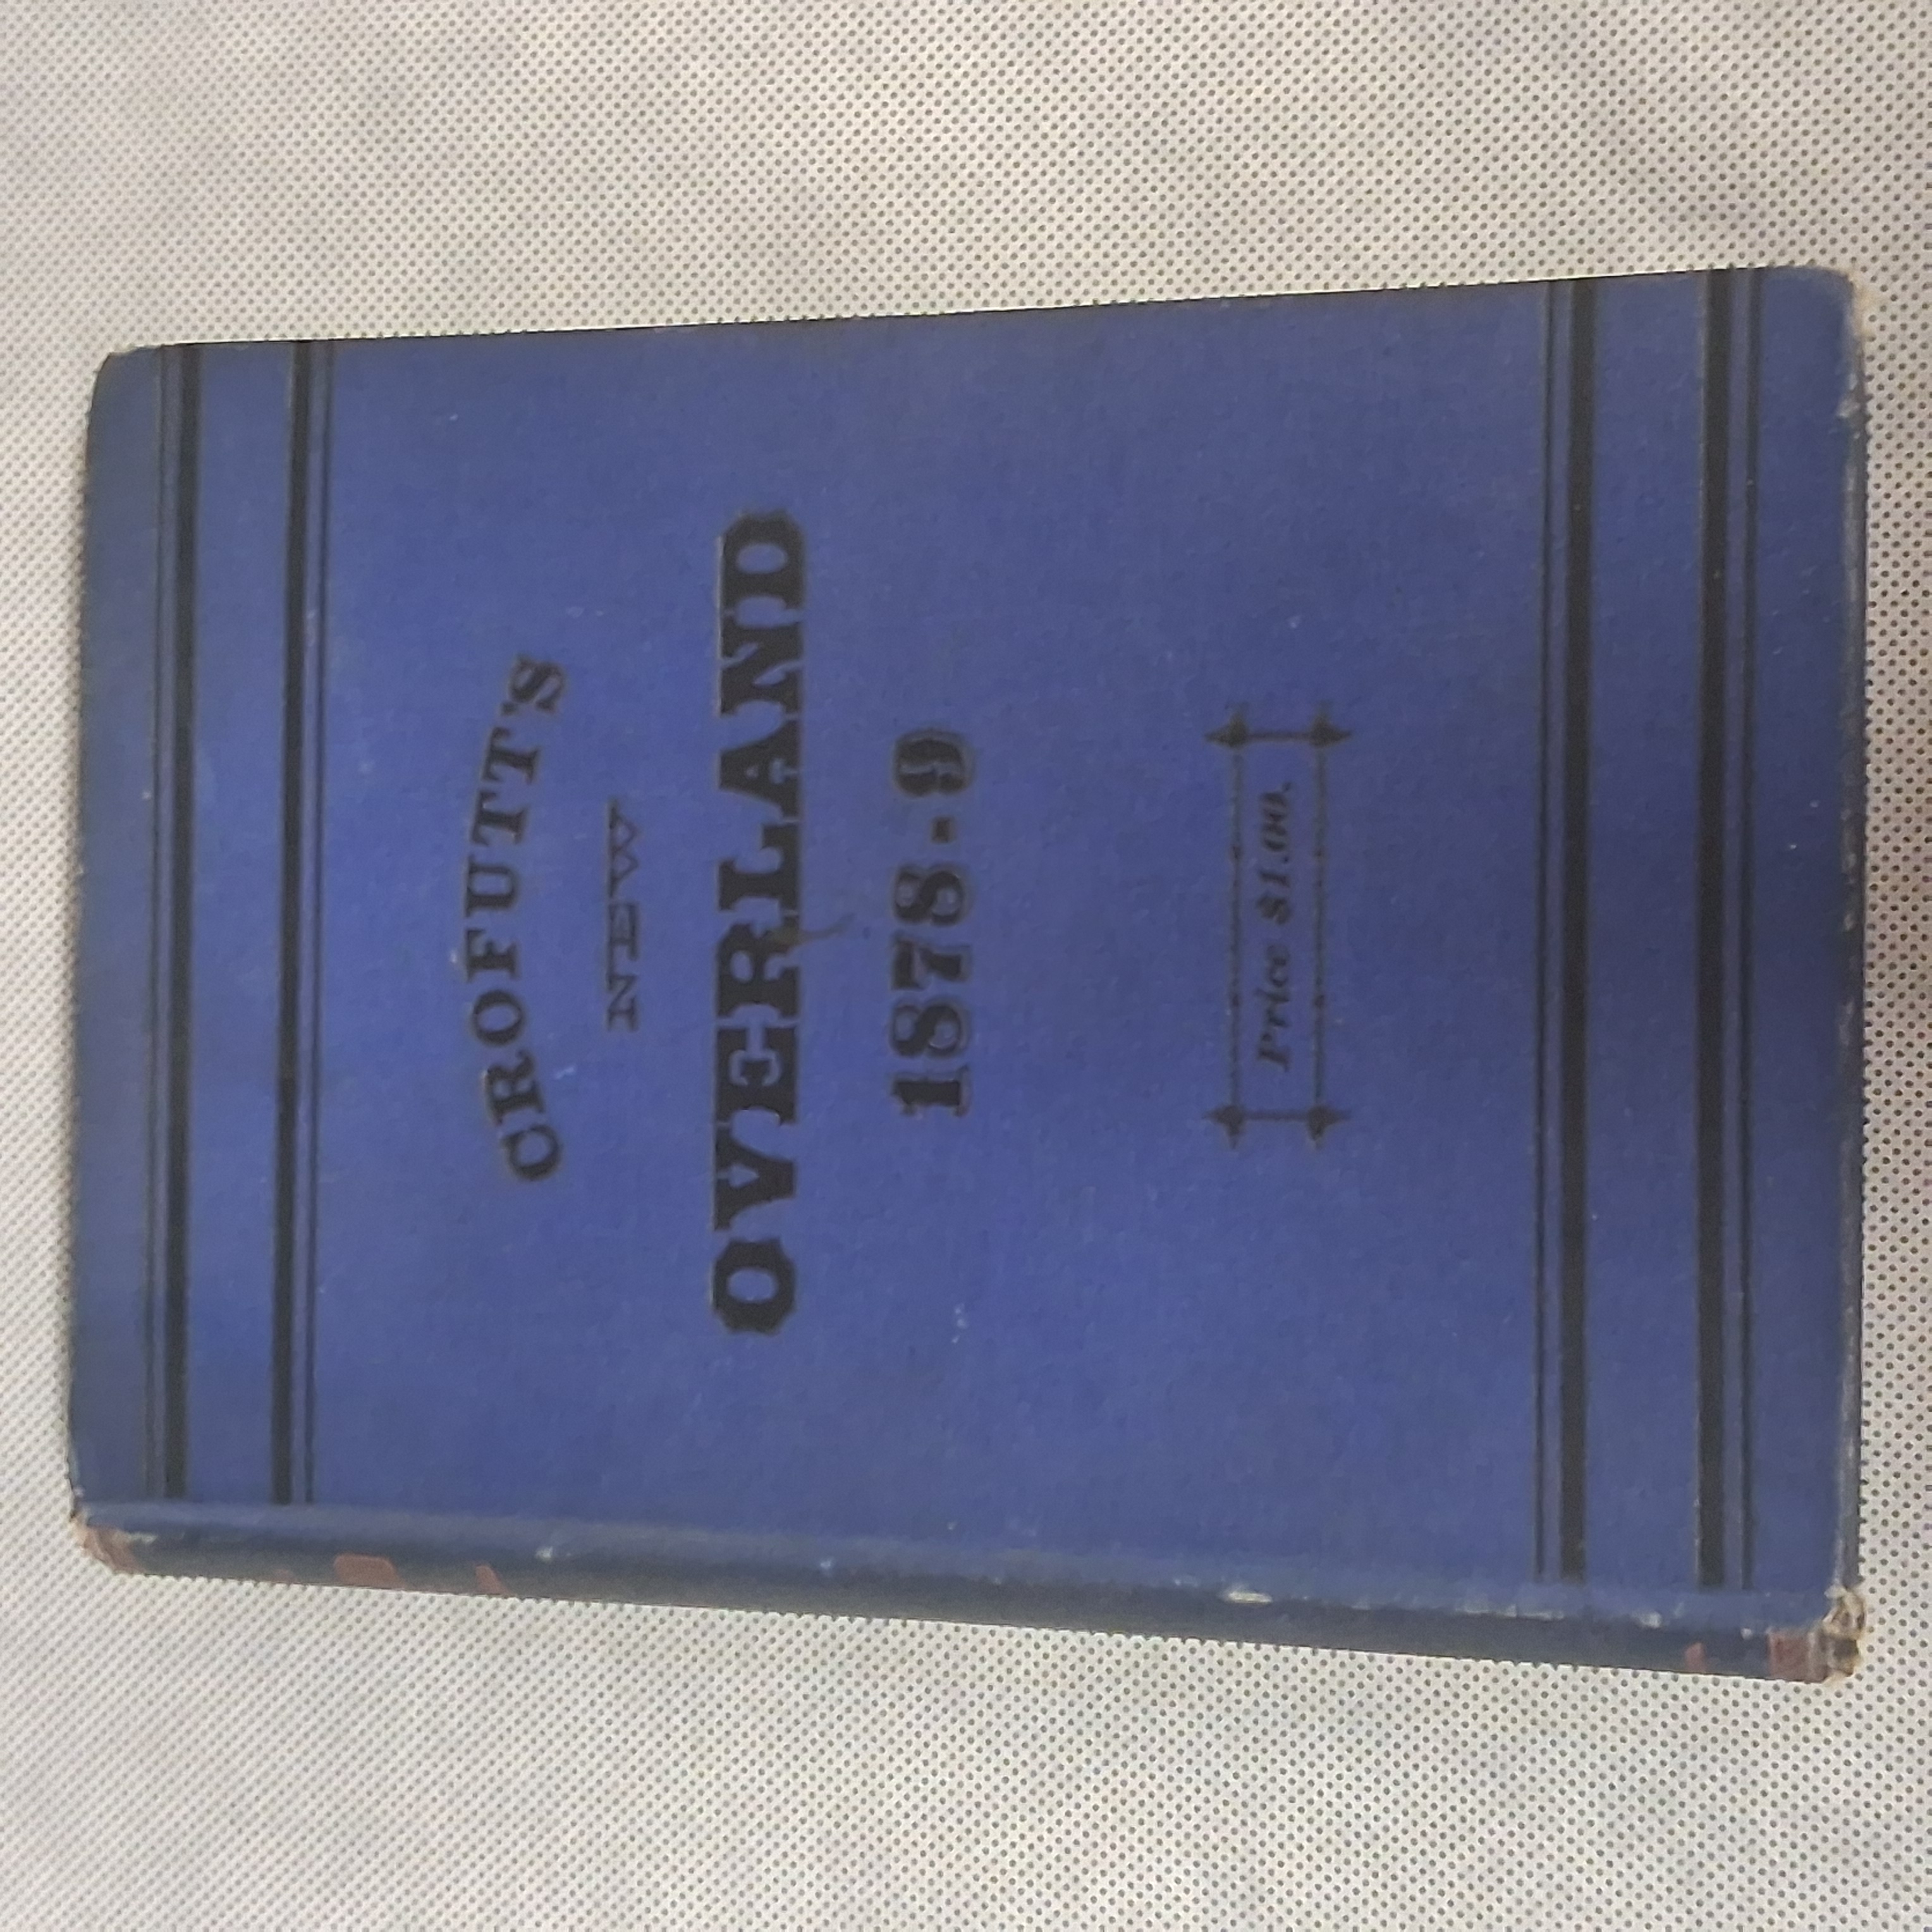 CROFUTT'S
NEW
OVERLAND
1878-9
Price $1.00.